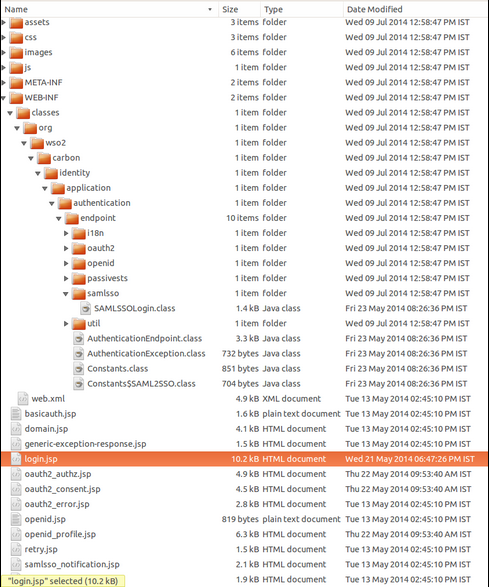 Name Size Type Date Modified
assets 3 items folder Wed 09 Jul 2014 12:58:47 PM IST
css 3 items folder Wed 09 Jul 2014 12:58:47 PM IST
images 6 items folder Wed 09 Jul 2014 12:58:47 PM IST
js 1 item folder Wed 09 Jul 2014 12:58:47 PM IST
META-INF 2 items folder Wed 09 Jul 2014 12:58:47 PM IST
WEB-INF 2 items folder Wed 09 Jul 2014 12:58:47 PM IST
classes 1 item folder Wed 09 Jul 2014 12:58:47 PM IST
org 1 item folder Wed 09 Jul 2014 12:58:47 PM IST
wso2 1 item folder Wed 09 Jul 2014 12:58:47 PM IST
carbon 1 item folder Wed 09 Jul 2014 12:58:47 PM IST
identity 1 item folder Wed 09 Jul 2014 12:58:47 PM IST
application 1 item folder Wed 09 Jul 2014 12:58:47 PM IST
authentication 1 item folder Wed 09 Jul 2014 12:58:47 PM IST
endpoint 10 items folder Wed 09 Jul 2014 12:58:47 PM IST
i18n 1 item folder Wed 09 Jul 2014 12:58:47 PM IST
oauth2 1 item folder Wed 09 Jul 2014 12:58:47 PM IST
openid 1 item folder Wed 09 Jul 2014 12:58:47 PM IST
passivests 1 item folder Wed 09 Jul 2014 12:58:47 PM IST
samlsso 1 item folder Wed 09 Jul 2014 12:58:47 PM IST
SAMLSSOLogin.class 1.4 kB Java class Fri 23 May 2014 08:26:36 PM IST
util 1 item folder Wed 09 Jul 2014 12:58:47 PM IST
AuthenticationEndpoint.class 3.3 kB Java class Fri 23 May 2014 08:26:36 PM IST
AuthenticationException.class 732 bytes Java class Fri 23 May 2014 08:26:36 PM IST
Constants.class 851 bytes Java class Fri 23 May 2014 08:26:36 PM IST
Constants$SAML2SSO.class 704 bytes Java class Fri 23 May 2014 08:26:36 PM IST
web.xml 4.9 kB XML document Tue 13 May 2014 02:45:10 PM IST
basicauth.jsp 1.6 kB plain text document Tue 13 May 2014 02:45:10 PM IST
domain.jsp 4.1 kB HTML document Tue 13 May 2014 02:45:10 PM IST
generic-exception-response.jsp 1.5 kB HTML document Tue 13 May 2014 02:45:10 PM IST
login.jsp 10.2 kB HTML document Wed 21 May 2014 06:47:26 PM IST
oauth2_authz.jsp 4.9 kB HTML document Thu 22 May 2014 09:53:40 AM IST
oauth2_consent.jsp 4.5 kB HTML document Thu 22 May 2014 09:53:40 AM IST
oauth2_error.jsp 2.8 kB HTML document Tue 13 May 2014 02:45:10 PM IST
openid.jsp 819 bytes plain text document Tue 13 May 2014 02:45:10 PM IST
openid_profile.jsp 6.3 kB HTML document Thu 22 May 2014 09:53:40 AM IST
retry.jsp 1.5 kB HTML document Tue 13 May 2014 02:45:10 PM IST
samlsso_notification.jsp 2.1 kB HTML document Tue 13 May 2014 02:45:10 PM IST
"login.jsp" selected (10.2 kB) 1.9 kB HTML document Tue 13 May 2014 02:45:10 PM IST